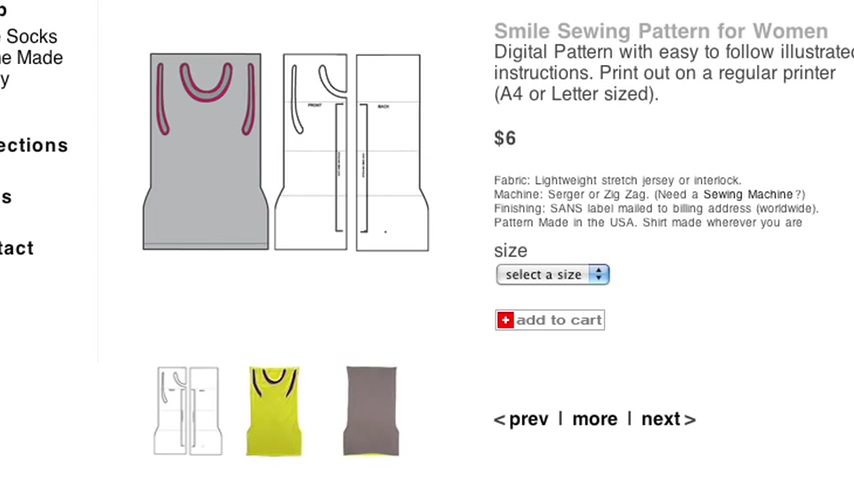 Socks
Made
ections
s
tact
FRONT
BACK
Smile Sewing Pattern for Women
Digital Pattern with easy to follow illustrated
instructions. Print out on a regular printer
(A4 or Letter sized).
$6
Fabric: Lightweight stretch jersey or interlock.
Machine: Serger or Zig Zag. (Need a Sewing Machine?)
Finishing: SANS label mailed to billing address (worldwide).
Pattern Made in the USA. Shirt made wherever you are
size
select a size
add to cart
< prev | more | next >